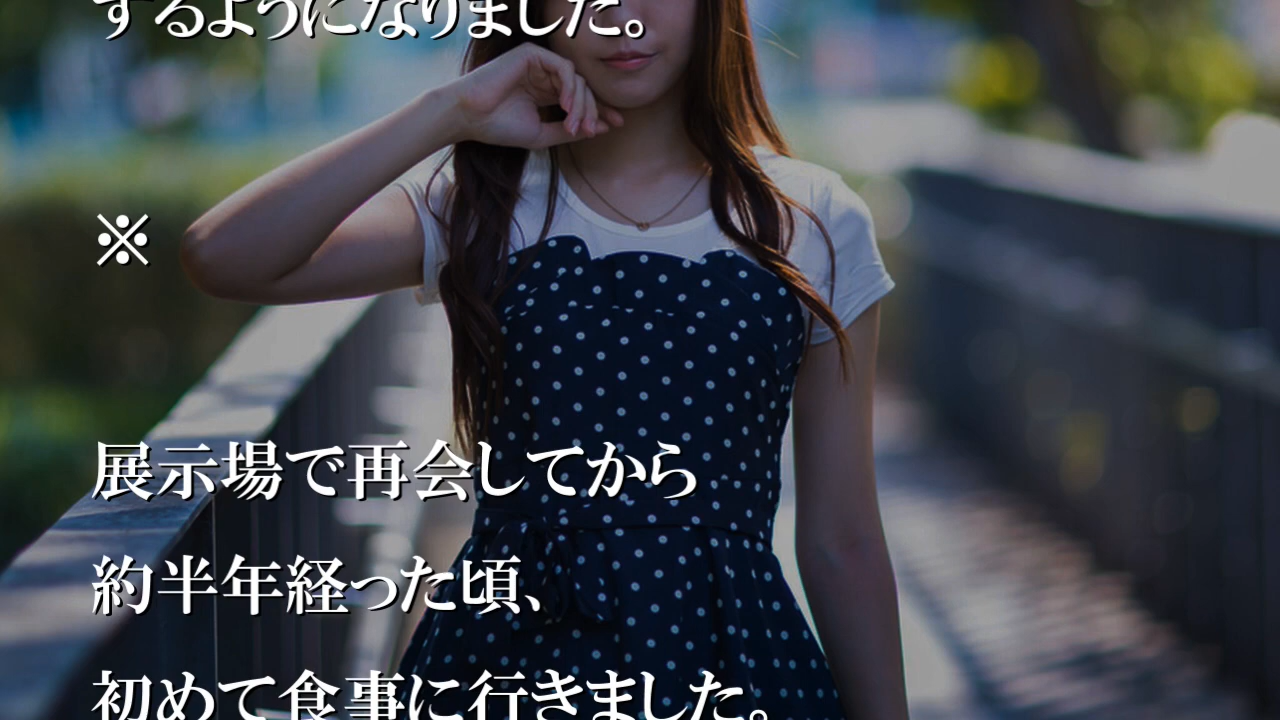 するようになりました。
※
展示場で再会してから
約半年経った頃、
初めて食事に行きました。